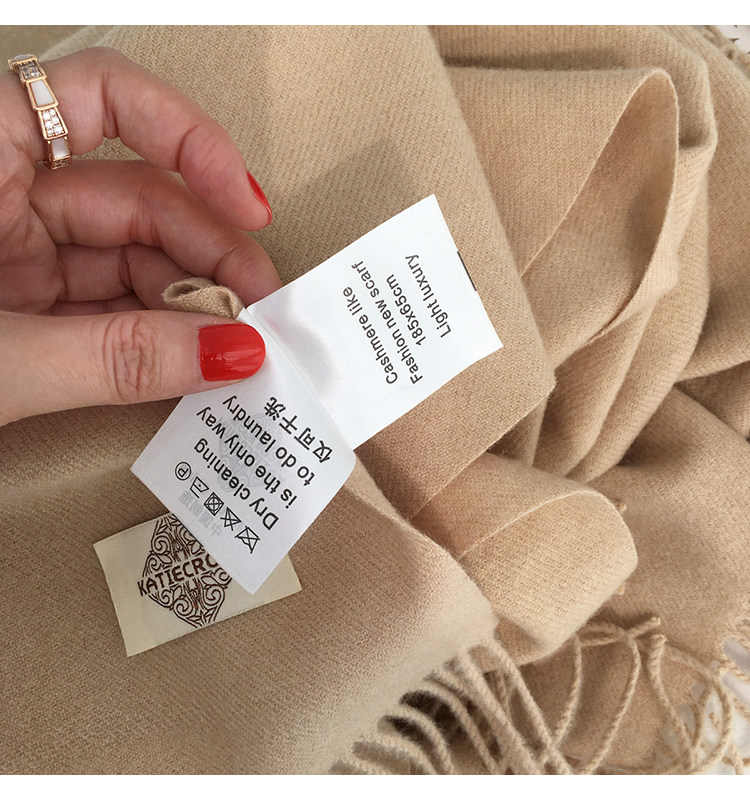 Cashmere like
Fashion new scarf
185x65cm
Light luxury
Dry cleaning
is the only way
to do laundry
仅可干洗
P
KATIECRO